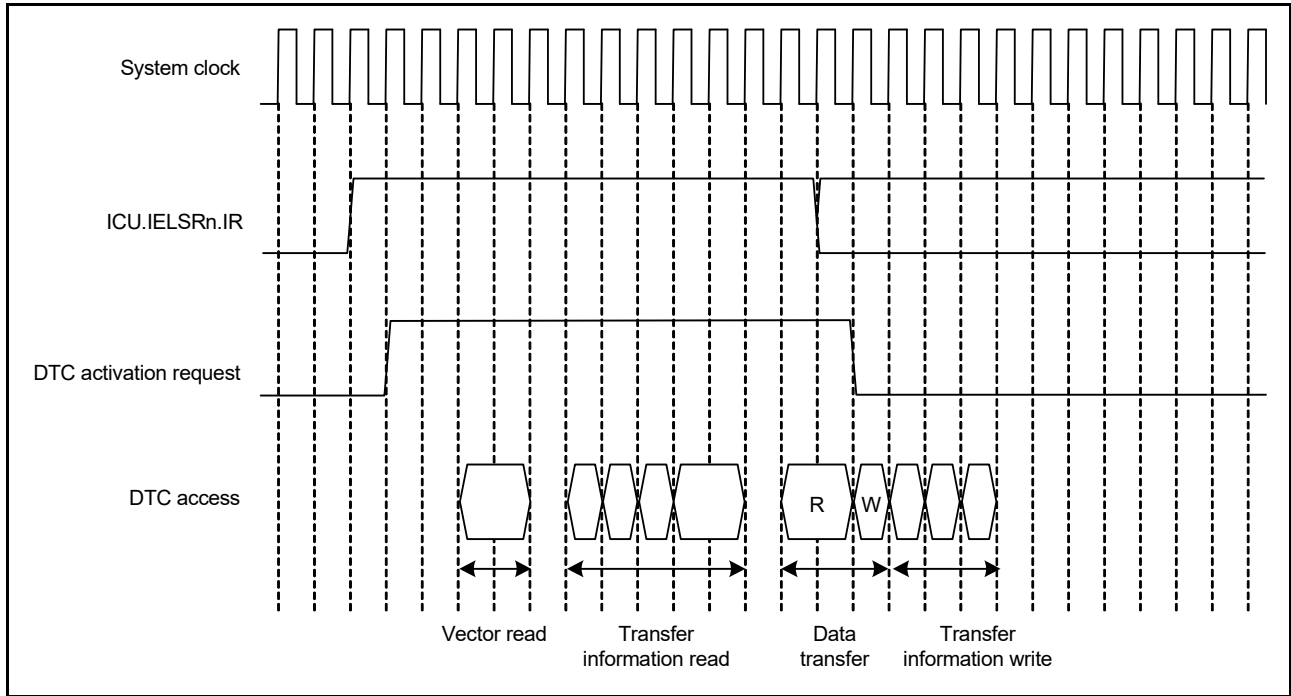 System clock
ICU.IELSRn.IR
DTC activation request
DTC access
R
W
Vector read
Transfer
information read
Data
transfer
Transfer
information write